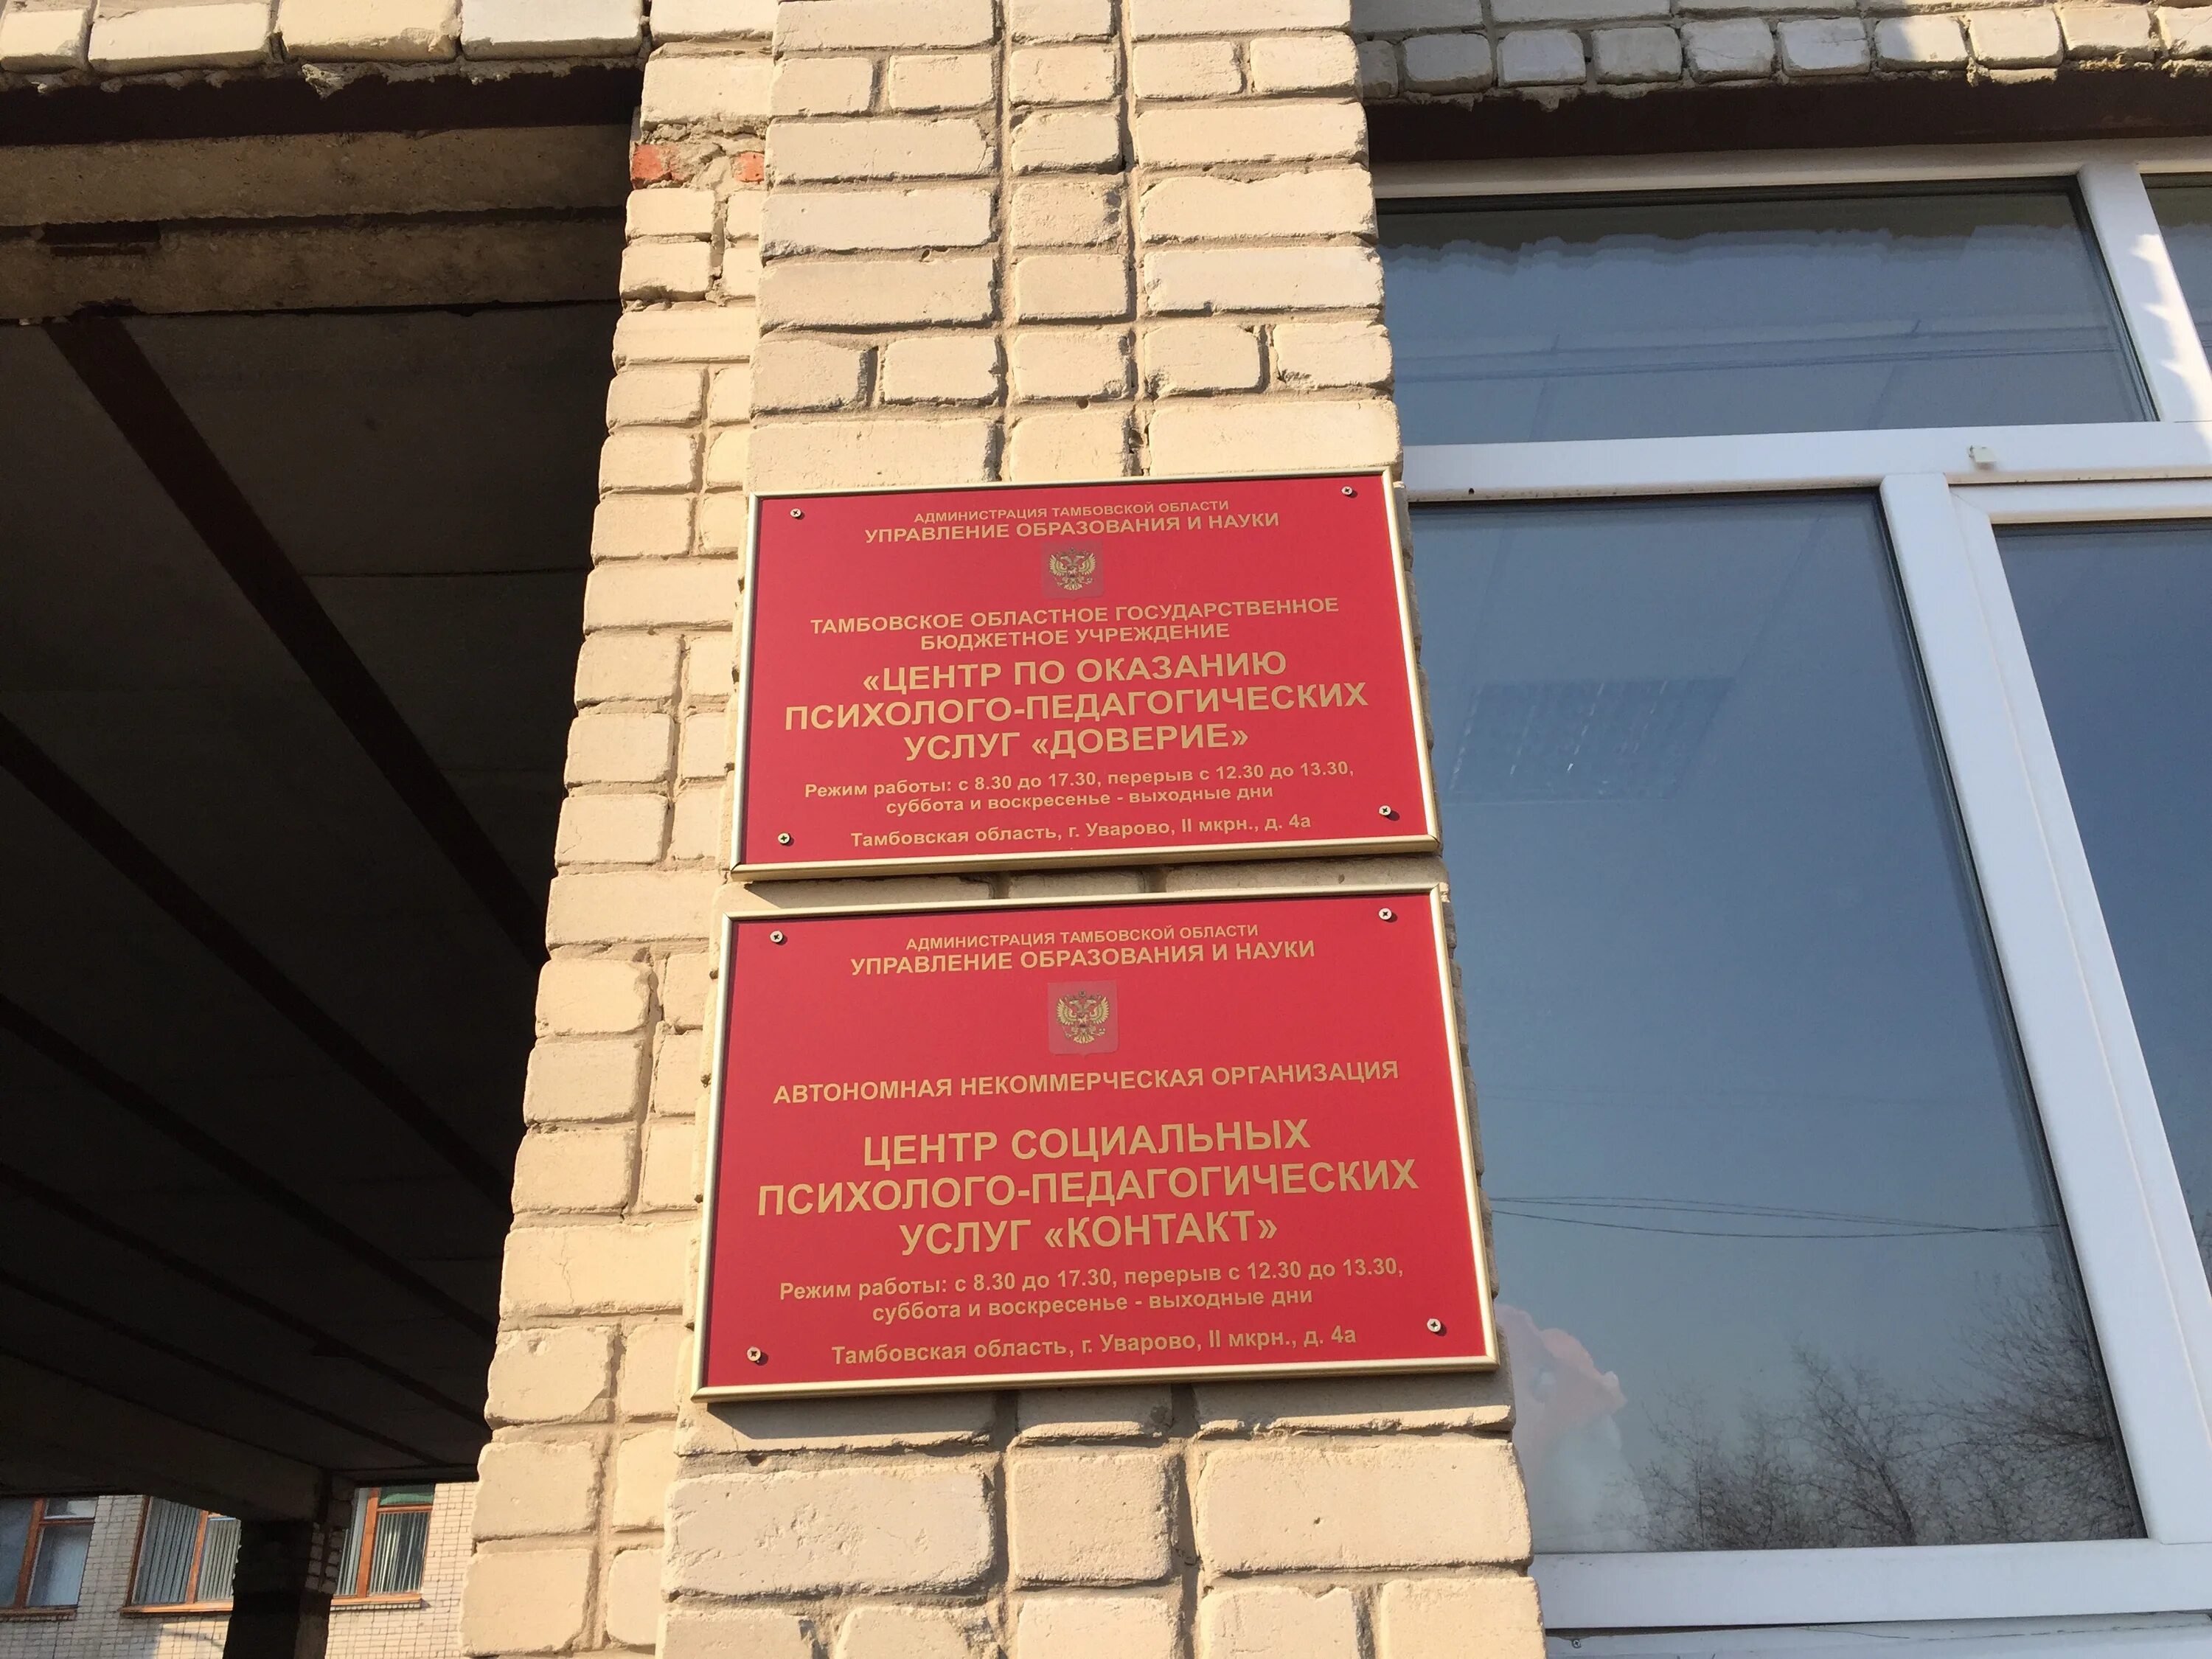 АДМИНИСТРАЦИЯ ТАМБОВСКОЙ ОБЛАСТИ
УПРАВЛЕНИЕ ОБРАЗОВАНИЯ И НАУКИ
ТАМБОВСКОЕ ОБЛАСТНОЕ ГОСУДАРСТВЕННОЕ
БЮДЖЕТНОЕ УЧРЕЖДЕНИЕ
«ЦЕНТР ПО ОКАЗАНИЮ
ПСИХОЛОГО-ПЕДАГОГИЧЕСКИХ
УСЛУГ «ДОВЕРИЕ»
Режим работы: с 8.30 до 17.30, перерыв с 12.30 до 13.30,
суббота и воскресенье - выходные дни
Тамбовская область, г. Уварово, II мкрн., д. 4а
АДМИНИСТРАЦИЯ ТАМБОВСКОЙ ОБЛАСТИ
УПРАВЛЕНИЕ ОБРАЗОВАНИЯ И НАУКИ
АВТОНОМНАЯ НЕКОММЕРЧЕСКАЯ ОРГАНИЗАЦИЯ
ЦЕНТР СОЦИАЛЬНЫХ
ПСИХОЛОГО-ПЕДАГОГИЧЕСКИХ
УСЛУГ «КОНТАКТ»
Режим работы: с 8.30 до 17.30, перерыв с 12.30 до 13.30,
суббота и воскресенье - выходные дни
Тамбовская область, г. Уварово, II мкрн., д. 4а